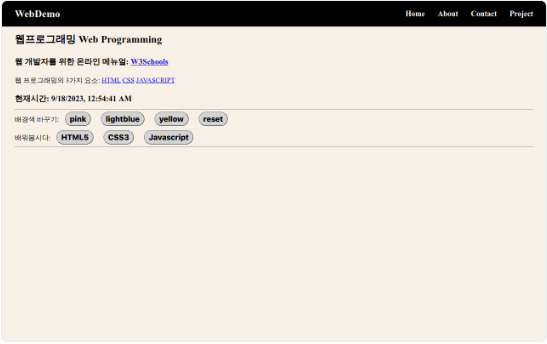 WebDemo Home About Contact Project
웹프로그래밍 Web Programming
웹 개발자를 위한 온라인 메뉴얼: W3Schools
웹 프로그래밍의 3가지 요소: HTML CSS JAVASCRIPT
현재시간: 9/18/2023, 12:54:41 AM
배경색 바꾸기: pink lightblue yellow reset
배워봅시다: HTML5 CSS3 Javascript